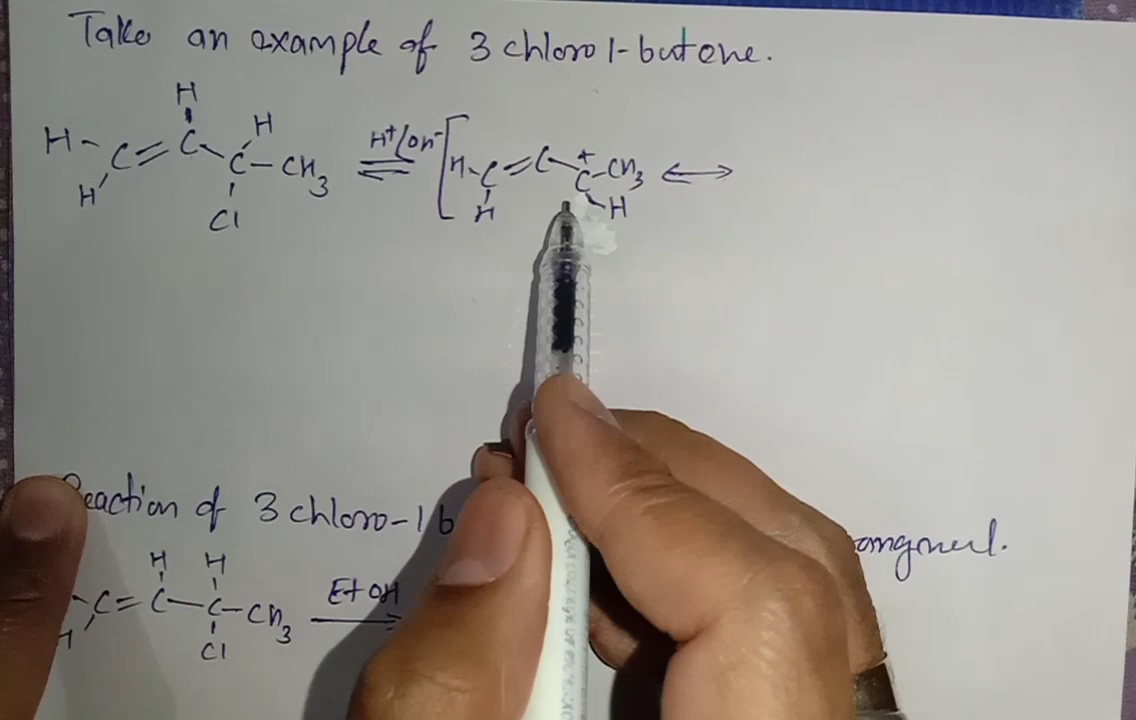 Take an example of 3 chloro 1-butene.
H H H
C=C-C-CH3 H+/OH- ⇌ [H-C=C-C+-CH3 ⟷
H Cl H H
Reaction of 3 chloro-1 b
H H
C=C-C-CH3 EtOH →
H Cl